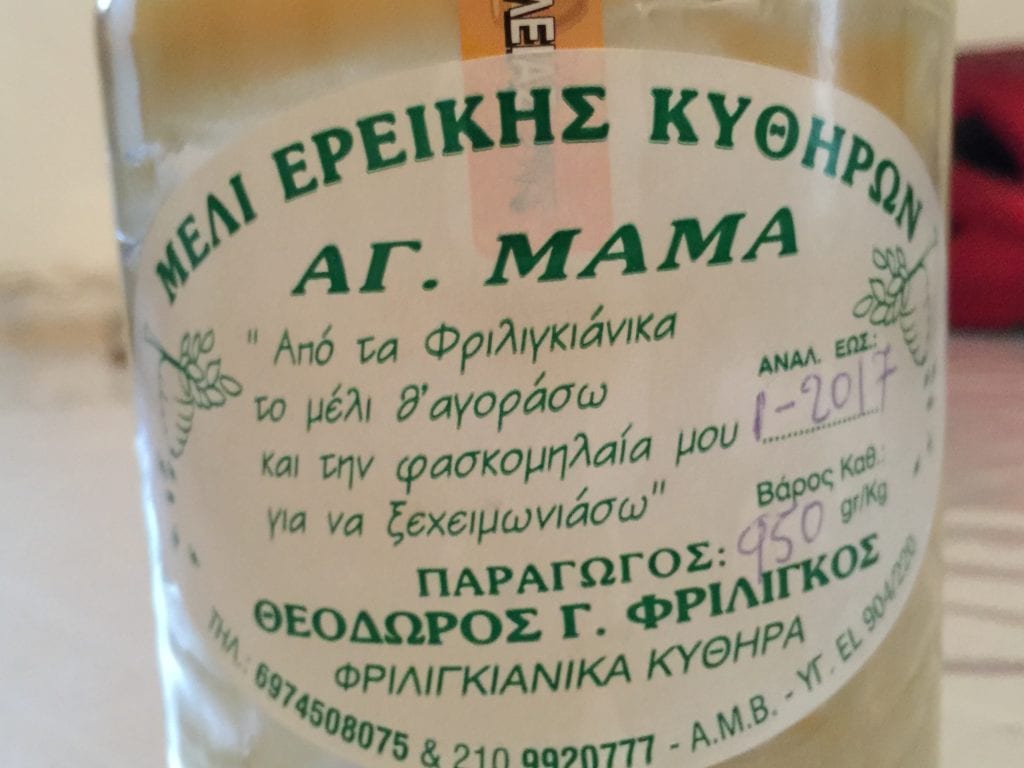 ΜΕΛΙ ΕΡΕΙΚΗΣ ΚΥΘΗΡΩΝ
ΑΓ. ΜΑΜΑ
" Από τα Φριλιγκιάνικα
το μέλι θ'αγοράσω
και την φασκομηλαία μου
για να ξεχειμωνιάσω"
ΑΝΑΛ. ΕΩΣ:
1-2017
Βάρος Καθ.:
950 gr/Kg
ΠΑΡΑΓΩΓΟΣ:
ΘΕΟΔΩΡΟΣ Γ. ΦΡΙΛΙΓΚΟΣ
ΦΡΙΛΙΓΚΙΑΝΙΚΑ ΚΥΘΗΡΑ
ΤΗΛ.: 6974508075 & 210 9920777 - Α.Μ.Β. - ΥΓ. EL 904/220